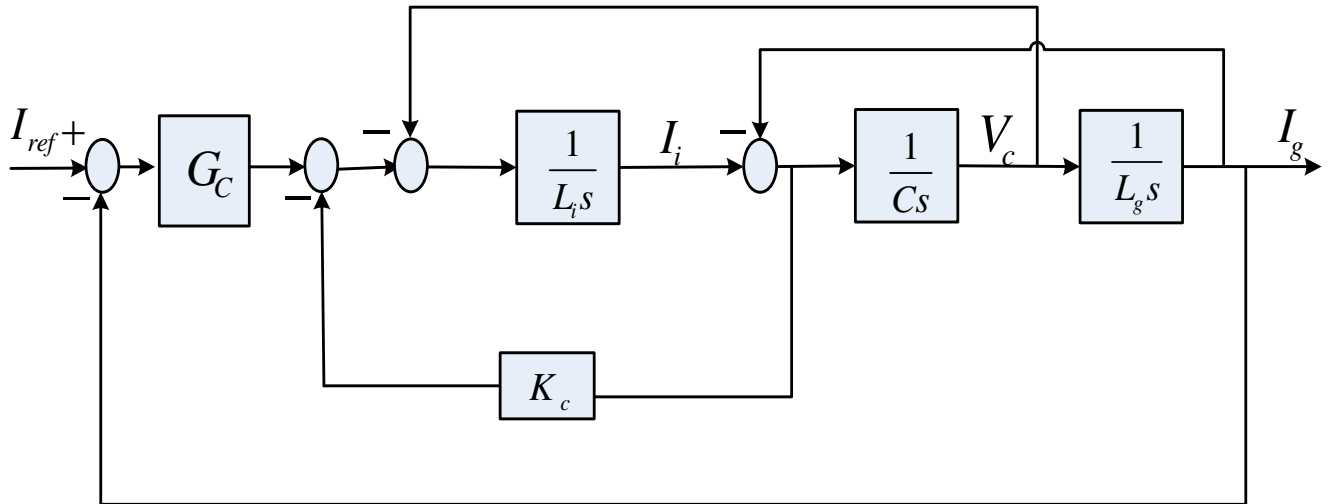 I_ref +
−
G_C
−
−
1
L_i s
I_i
−
1
Cs
V_c
1
L_g s
I_g
K_c